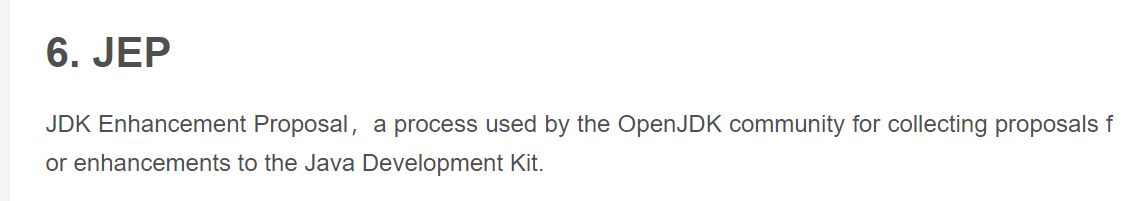 6. JEP
JDK Enhancement Proposal，a process used by the OpenJDK community for collecting proposals f
or enhancements to the Java Development Kit.